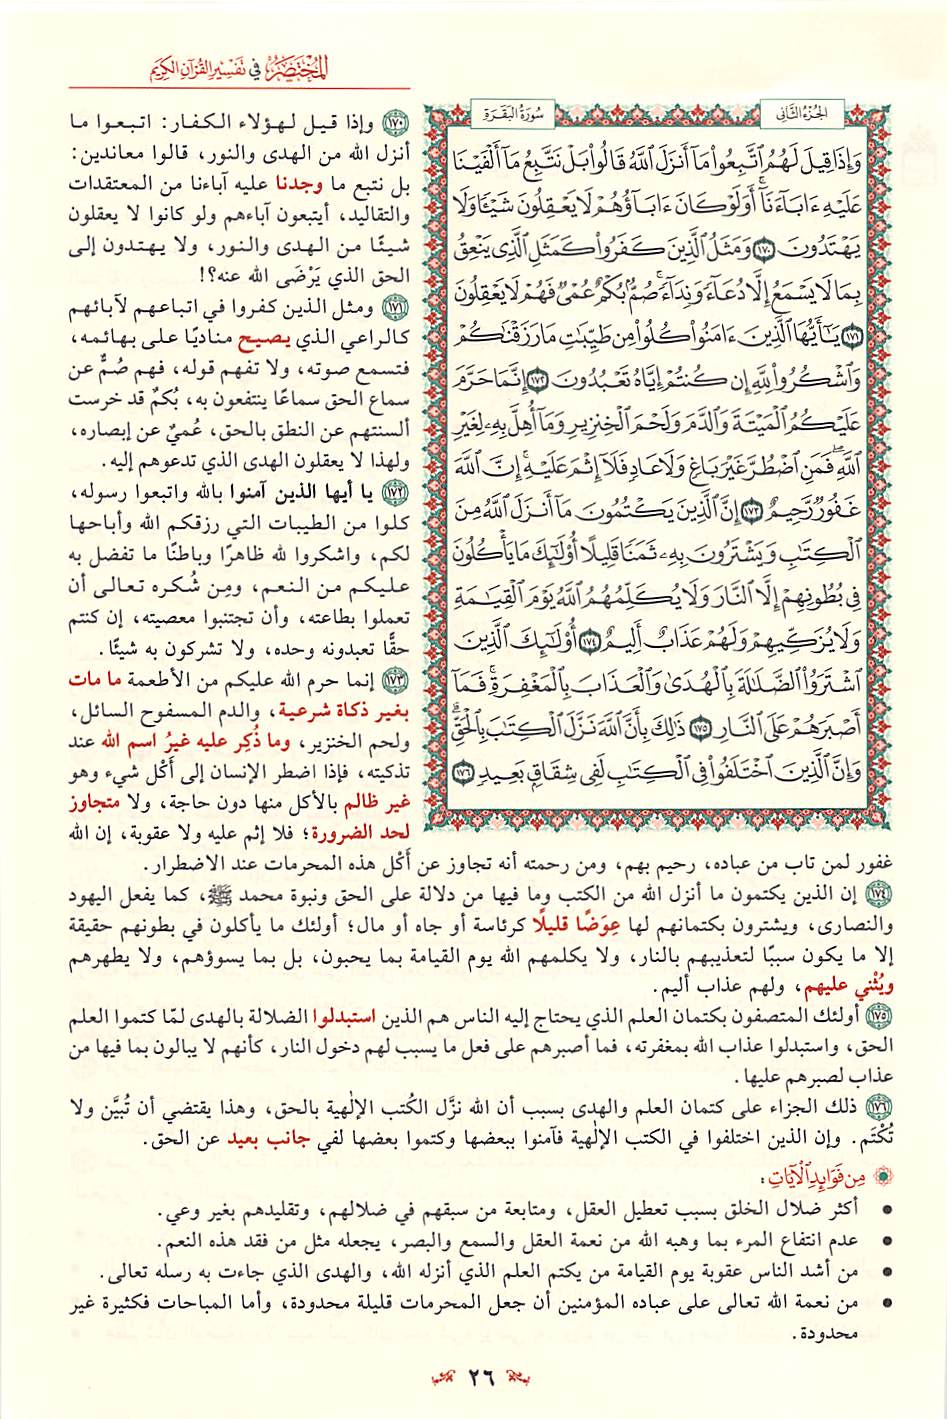 المختصر في تفسير القرآن الكريم
الجزء الثاني
سورة البقرة
وَإِذَا قِيلَ لَهُمُ ٱتَّبِعُواْ مَآ أَنزَلَ ٱللَّهُ قَالُواْ بَلۡ نَتَّبِعُ مَآ أَلۡفَيۡنَا
عَلَيۡهِ ءَابَآءَنَآۚ أَوَلَوۡ كَانَ ءَابَآؤُهُمۡ لَا يَعۡقِلُونَ شَيۡـٔٗا وَلَا
يَهۡتَدُونَ ١٧٠ وَمَثَلُ ٱلَّذِينَ كَفَرُواْ كَمَثَلِ ٱلَّذِي يَنۡعِقُ
بِمَا لَا يَسۡمَعُ إِلَّا دُعَآءٗ وَنِدَآءٗۚ صُمُّۢ بُكۡمٌ عُمۡيٞ فَهُمۡ لَا يَعۡقِلُونَ
١٧١ يَـٰٓأَيُّهَا ٱلَّذِينَ ءَامَنُواْ كُلُواْ مِن طَيِّبَٰتِ مَا رَزَقۡنَٰكُمۡ
وَٱشۡكُرُواْ لِلَّهِ إِن كُنتُمۡ إِيَّاهُ تَعۡبُدُونَ ١٧٢ إِنَّمَا حَرَّمَ
عَلَيۡكُمُ ٱلۡمَيۡتَةَ وَٱلدَّمَ وَلَحۡمَ ٱلۡخِنزِيرِ وَمَآ أُهِلَّ بِهِۦ لِغَيۡرِ
ٱللَّهِۖ فَمَنِ ٱضۡطُرَّ غَيۡرَ بَاغٖ وَلَا عَادٖ فَلَآ إِثۡمَ عَلَيۡهِۚ إِنَّ ٱللَّهَ
غَفُورٞ رَّحِيمٌ ١٧٣ إِنَّ ٱلَّذِينَ يَكۡتُمُونَ مَآ أَنزَلَ ٱللَّهُ مِنَ
ٱلۡكِتَٰبِ وَيَشۡتَرُونَ بِهِۦ ثَمَنٗا قَلِيلًا أُوْلَٰٓئِكَ مَا يَأۡكُلُونَ
فِي بُطُونِهِمۡ إِلَّا ٱلنَّارَ وَلَا يُكَلِّمُهُمُ ٱللَّهُ يَوۡمَ ٱلۡقِيَٰمَةِ
وَلَا يُزَكِّيهِمۡ وَلَهُمۡ عَذَابٌ أَلِيمٌ ١٧٤ أُوْلَٰٓئِكَ ٱلَّذِينَ
ٱشۡتَرَوُاْ ٱلضَّلَٰلَةَ بِٱلۡهُدَىٰ وَٱلۡعَذَابَ بِٱلۡمَغۡفِرَةِۚ فَمَآ
أَصۡبَرَهُمۡ عَلَى ٱلنَّارِ ١٧٥ ذَٰلِكَ بِأَنَّ ٱللَّهَ نَزَّلَ ٱلۡكِتَٰبَ بِٱلۡحَقِّۗ
وَإِنَّ ٱلَّذِينَ ٱخۡتَلَفُواْ فِي ٱلۡكِتَٰبِ لَفِي شِقَاقِۭ بَعِيدٖ ١٧٦
١٧٠ وإذا قيل لهؤلاء الكفار: اتبعوا ما
أنزل الله من الهدى والنور، قالوا معاندين:
بل نتبع ما وجدنا عليه آباءنا من المعتقدات
والتقاليد، أيتبعون آباءهم ولو كانوا لا يعقلون
شيئًا من الهدى والنور، ولا يهتدون إلى
الحق الذي يَرْضَى الله عنه؟!
١٧١ ومثل الذين كفروا في اتباعهم لآبائهم
كالراعي الذي يصيح مناديًا على بهائمه،
فتسمع صوته، ولا تفهم قوله، فهم صُمٌّ عن
سماع الحق سماعًا ينتفعون به، بُكمٌ قد خرست
ألسنتهم عن النطق بالحق، عُميٌ عن إبصاره،
ولهذا لا يعقلون الهدى الذي تدعوهم إليه.
١٧٢ يا أيها الذين آمنوا بالله واتبعوا رسوله،
كلوا من الطيبات التي رزقكم الله وأباحها
لكم، واشكروا لله ظاهرًا وباطنًا ما تفضل به
عليكم من النعم، ومِن شُكره تعالى أن
تعملوا بطاعته، وأن تجتنبوا معصيته، إن كنتم
حقًّا تعبدونه وحده، ولا تشركون به شيئًا.
١٧٣ إنما حرم الله عليكم من الأطعمة ما مات
بغير ذكاة شرعية، والدم المسفوح السائل،
ولحم الخنزير، وما ذُكِر عليه غيرُ اسم الله عند
تذكيته، فإذا اضطر الإنسان إلى أَكْل شيء وهو
غير ظالم بالأكل منها دون حاجة، ولا متجاوز
لحد الضرورة؛ فلا إثم عليه ولا عقوبة، إن الله
غفور لمن تاب من عباده، رحيم بهم، ومن رحمته أنه تجاوز عن أَكْل هذه المحرمات عند الاضطرار.
١٧٤ إن الذين يكتمون ما أنزل الله من الكتب وما فيها من دلالة على الحق ونبوة محمد ﷺ، كما يفعل اليهود
والنصارى، ويشترون بكتمانهم لها عِوَضًا قليلًا كرئاسة أو جاه أو مال؛ أولئك ما يأكلون في بطونهم حقيقة
إلا ما يكون سببًا لتعذيبهم بالنار، ولا يكلمهم الله يوم القيامة بما يحبون، بل بما يسوؤهم، ولا يطهرهم
ويُثْني عليهم، ولهم عذاب أليم.
١٧٥ أولئك المتصفون بكتمان العلم الذي يحتاج إليه الناس هم الذين استبدلوا الضلالة بالهدى لمّا كتموا العلم
الحق، واستبدلوا عذاب الله بمغفرته، فما أصبرهم على فعل ما يسبب لهم دخول النار، كأنهم لا يبالون بما فيها من
عذاب لصبرهم عليها.
١٧٦ ذلك الجزاء على كتمان العلم والهدى بسبب أن الله نزَّل الكُتب الإلٰهية بالحق، وهذا يقتضي أن تُبيَّن ولا
تُكْتَم. وإن الذين اختلفوا في الكتب الإلٰهية فآمنوا ببعضها وكتموا بعضها لفي جانب بعيد عن الحق.
مِن فَوَائِدِ الآيَاتِ:
• أكثر ضلال الخلق بسبب تعطيل العقل، ومتابعة من سبقهم في ضلالهم، وتقليدهم بغير وعي.
• عدم انتفاع المرء بما وهبه الله من نعمة العقل والسمع والبصر، يجعله مثل من فقد هذه النعم.
• من أشد الناس عقوبة يوم القيامة من يكتم العلم الذي أنزله الله، والهدى الذي جاءت به رسله تعالى.
• من نعمة الله تعالى على عباده المؤمنين أن جعل المحرمات قليلة محدودة، وأما المباحات فكثيرة غير
محدودة.
٢٦